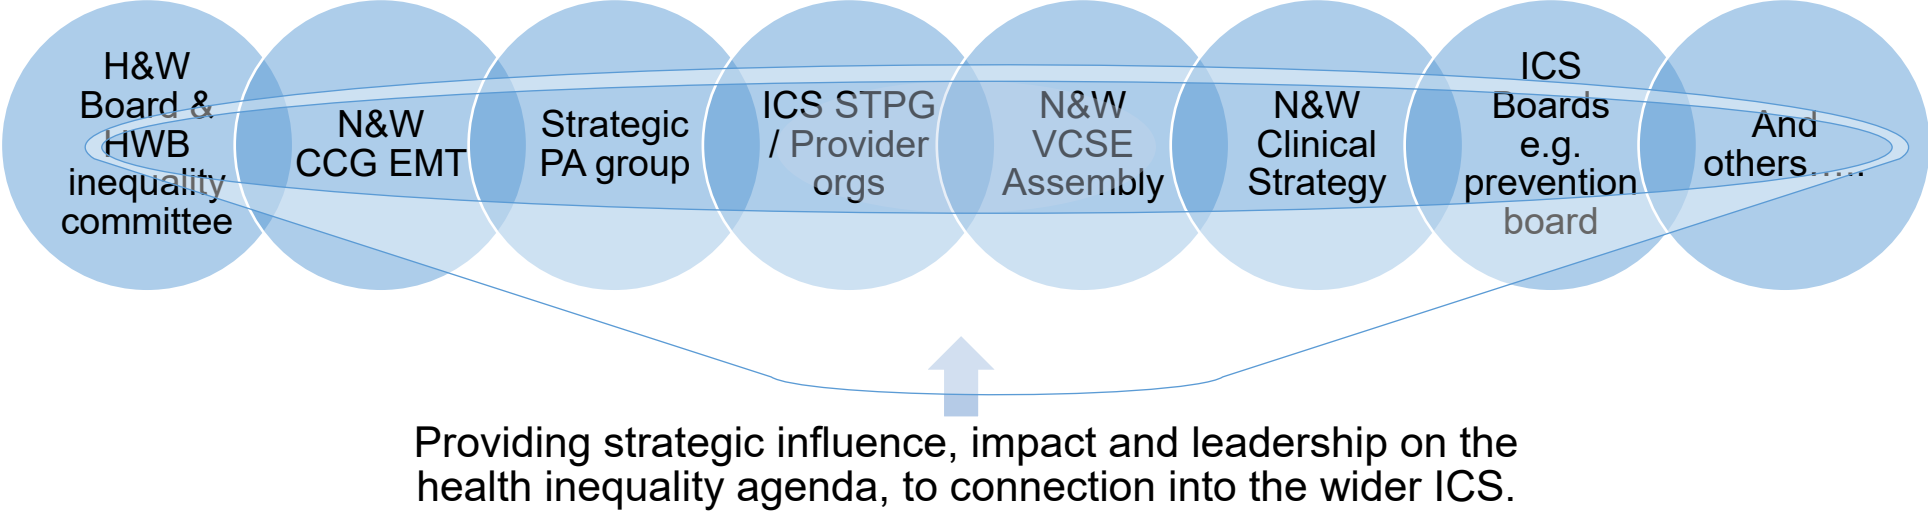 H&W
Board &
HWB
inequality
committee
N&W
CCG EMT
Strategic
PA group
ICS STPG
/ Provider
orgs
N&W
VCSE
Assembly
N&W
Clinical
Strategy
ICS
Boards
e.g.
prevention
board
And
others.....
Providing strategic influence, impact and leadership on the
health inequality agenda, to connection into the wider ICS.